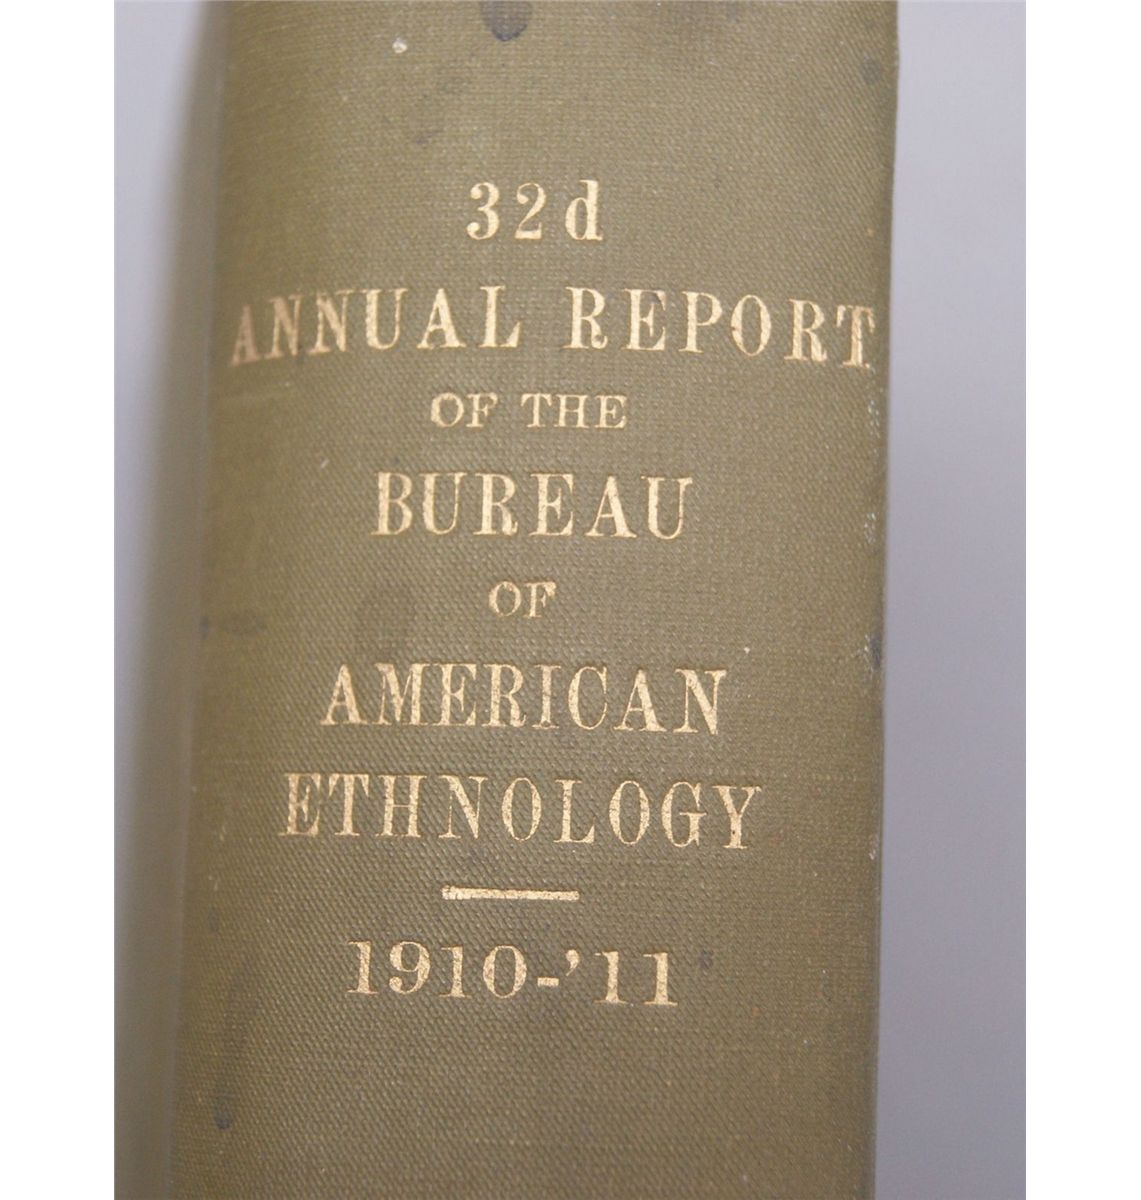 32d
ANNUAL REPORT
OF THE
BUREAU
OF
AMERICAN
ETHNOLOGY
1910-'11